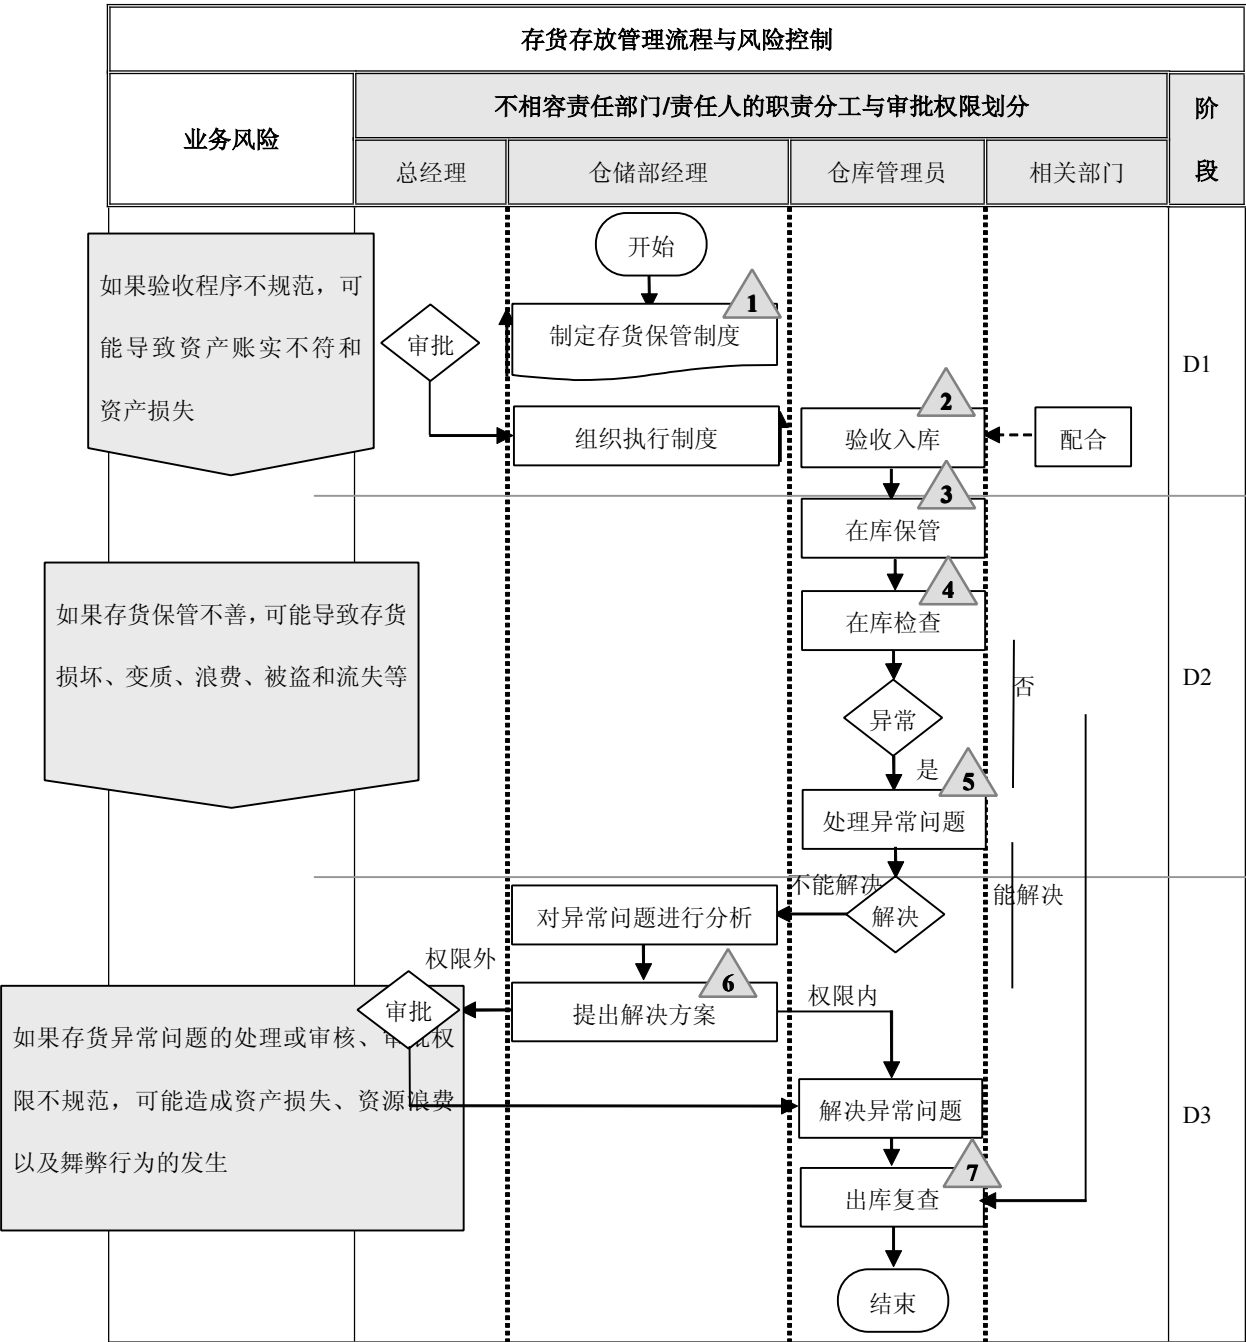 存货存放管理流程与风险控制
业务风险
不相容责任部门/责任人的职责分工与审批权限划分
阶
段
总经理
仓储部经理
仓库管理员
相关部门
开始
如果验收程序不规范，可
能导致资产账实不符和
资产损失
审批
1
制定存货保管制度
D1
组织执行制度
2
验收入库
配合
3
在库保管
4
在库检查
如果存货保管不善，可能导致存货
损坏、变质、浪费、被盗和流失等
D2
否
异常
是
5
处理异常问题
不能解决
能解决
解决
对异常问题进行分析
权限外
6
提出解决方案
权限内
审批
如果存货异常问题的处理或审核、审批权
限不规范，可能造成资产损失、资源浪费
以及舞弊行为的发生
解决异常问题
D3
7
出库复查
结束